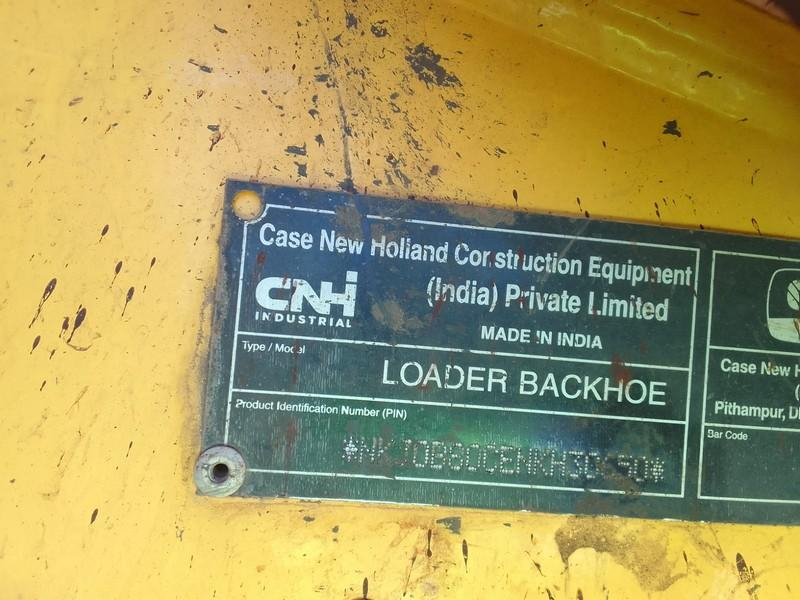 Case New Holland Construction Equipment
(India) Private Limited
CNH
INDUSTRIAL
MADE IN INDIA
Type / Model
LOADER BACKHOE
Product Identification Number (PIN)
Case New H
(
Pithampur, D
Bar Code